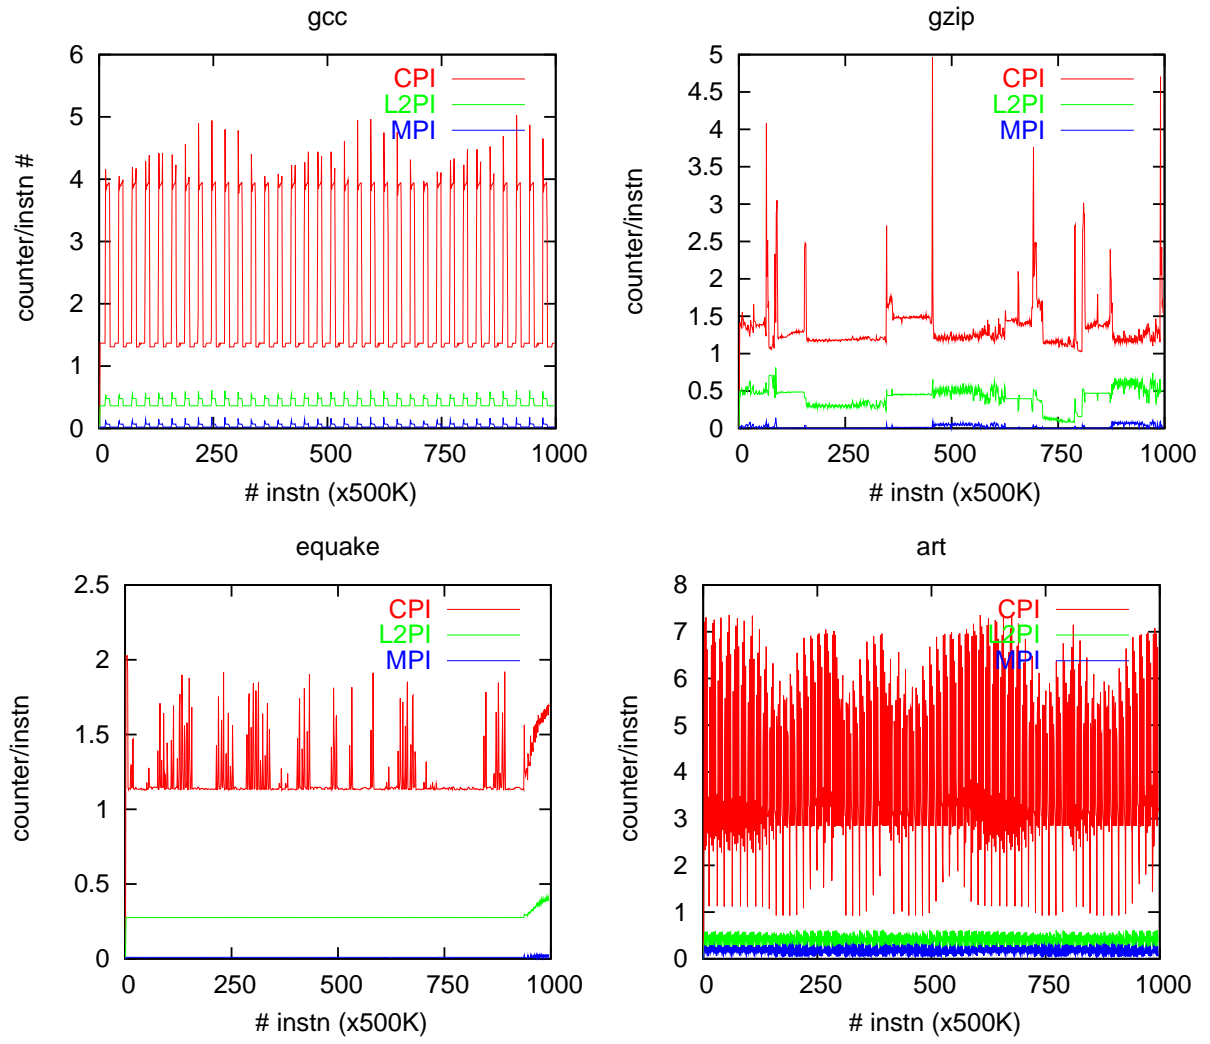 gcc
6
5
4
3
2
1
0
counter/instn #
CPI
L2PI
MPI
0 250 500 750 1000
# instn (x500K)
gzip
5
4.5
4
3.5
3
2.5
2
1.5
1
0.5
0
counter/instn
CPI
L2PI
MPI
0 250 500 750 1000
# instn (x500K)
equake
2.5
2
1.5
1
0.5
0
counter/instn
CPI
L2PI
MPI
0 250 500 750 1000
# instn (x500K)
art
8
7
6
5
4
3
2
1
0
counter/instn
CPI
L2PI
MPI
0 250 500 750 1000
# instn (x500K)